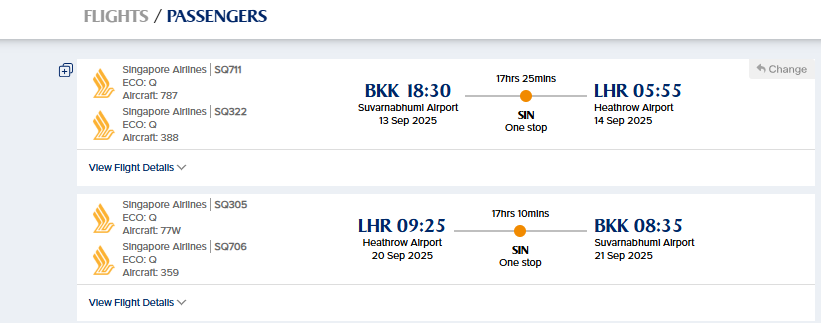 FLIGHTS / PASSENGERS
Singapore Airlines | SQ711
ECO: Q
Aircraft: 787
Singapore Airlines | SQ322
ECO: Q
Aircraft: 388
BKK 18:30
Suvarnabhumi Airport
13 Sep 2025
17hrs 25mins
SIN
One stop
LHR 05:55
Heathrow Airport
14 Sep 2025
Change
View Flight Details
Singapore Airlines | SQ305
ECO: Q
Aircraft: 77W
Singapore Airlines | SQ706
ECO: Q
Aircraft: 359
LHR 09:25
Heathrow Airport
20 Sep 2025
17hrs 10mins
SIN
One stop
BKK 08:35
Suvarnabhumi Airport
21 Sep 2025
View Flight Details